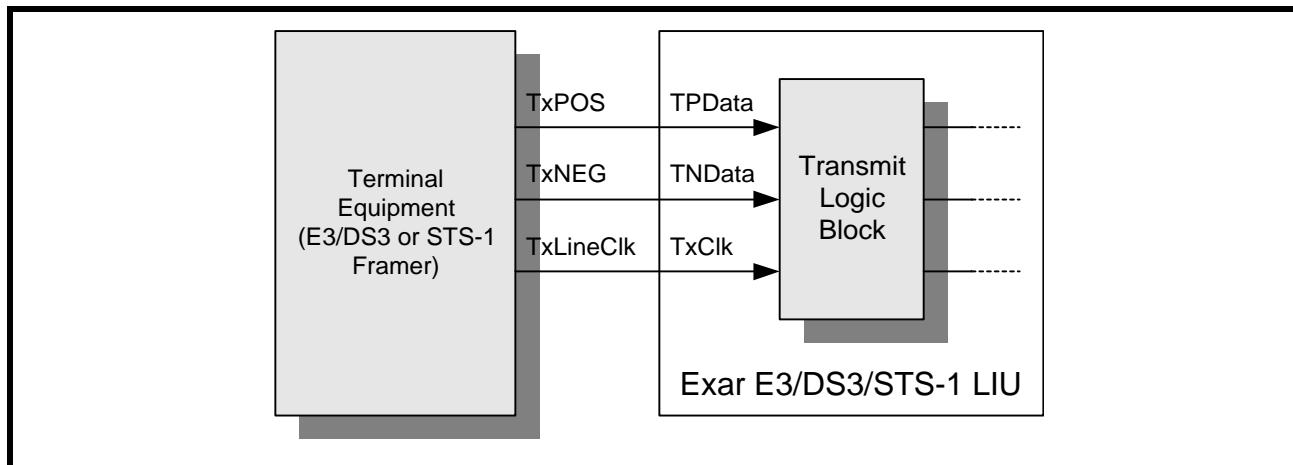 TxPOS
TPData
TxNEG
TNData
TxLineClk
TxClk
Terminal
Equipment
(E3/DS3 or STS-1
Framer)
Transmit
Logic
Block
Exar E3/DS3/STS-1 LIU